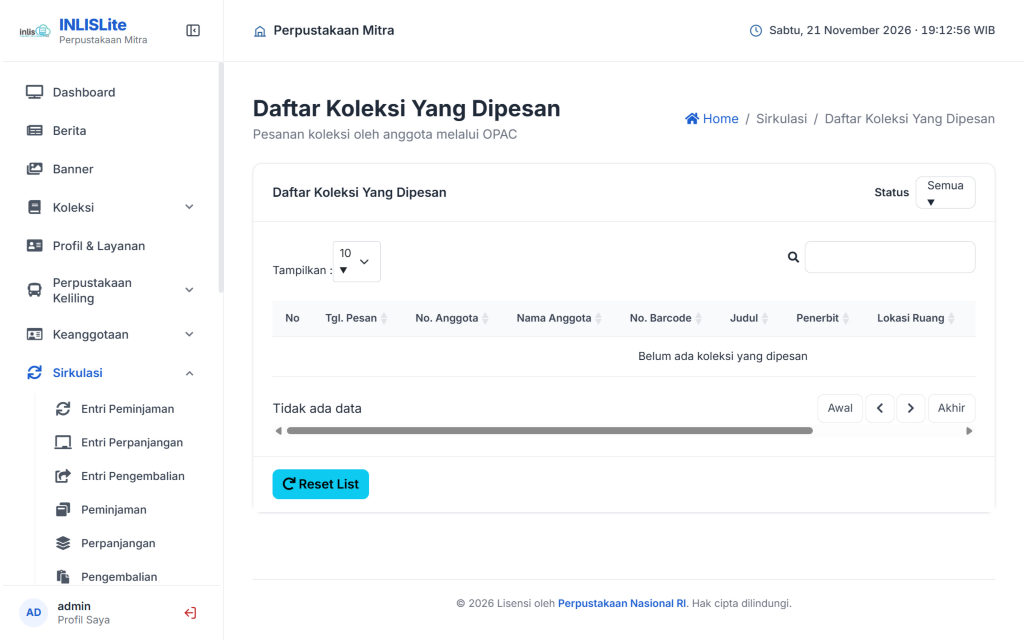 inlis
INLISLite
Perpustakaan Mitra
Perpustakaan Mitra
Sabtu, 21 November 2026 · 19:12:56 WIB
Dashboard
Berita
Banner
Koleksi
Profil & Layanan
Perpustakaan
Keliling
Keanggotaan
Sirkulasi
Entri Peminjaman
Entri Perpanjangan
Entri Pengembalian
Peminjaman
Perpanjangan
Pengembalian
AD
admin
Profil Saya
Daftar Koleksi Yang Dipesan
Pesanan koleksi oleh anggota melalui OPAC
Home / Sirkulasi / Daftar Koleksi Yang Dipesan
Daftar Koleksi Yang Dipesan
Status
Semua
Tampilkan :
10
No Tgl. Pesan No. Anggota Nama Anggota No. Barcode Judul Penerbit Lokasi Ruang
Belum ada koleksi yang dipesan
Tidak ada data
Awal
Akhir
Reset List
© 2026 Lisensi oleh Perpustakaan Nasional RI. Hak cipta dilindungi.